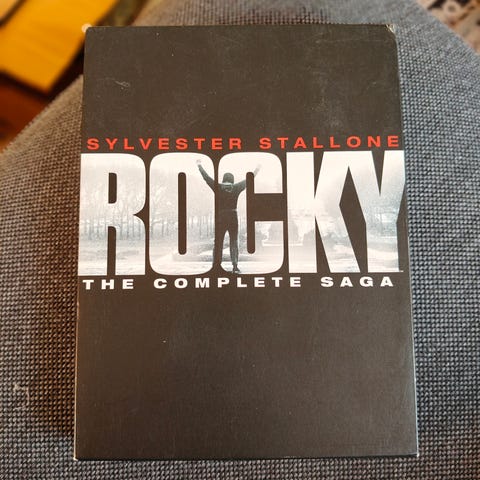 SYLVESTER STALLONE
ROCKY
THE COMPLETE SAGA